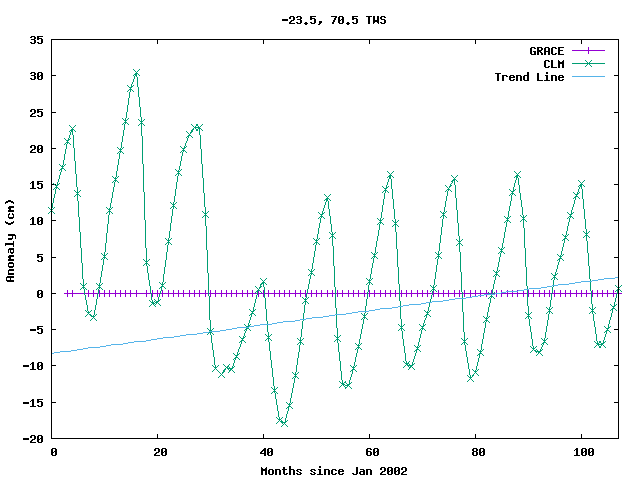 -23.5, 70.5 TWS
GRACE
CLM
Trend Line
35
30
25
20
15
10
5
0
-5
-10
-15
-20
Anomaly (cm)
0 20 40 60 80 100
Months since Jan 2002